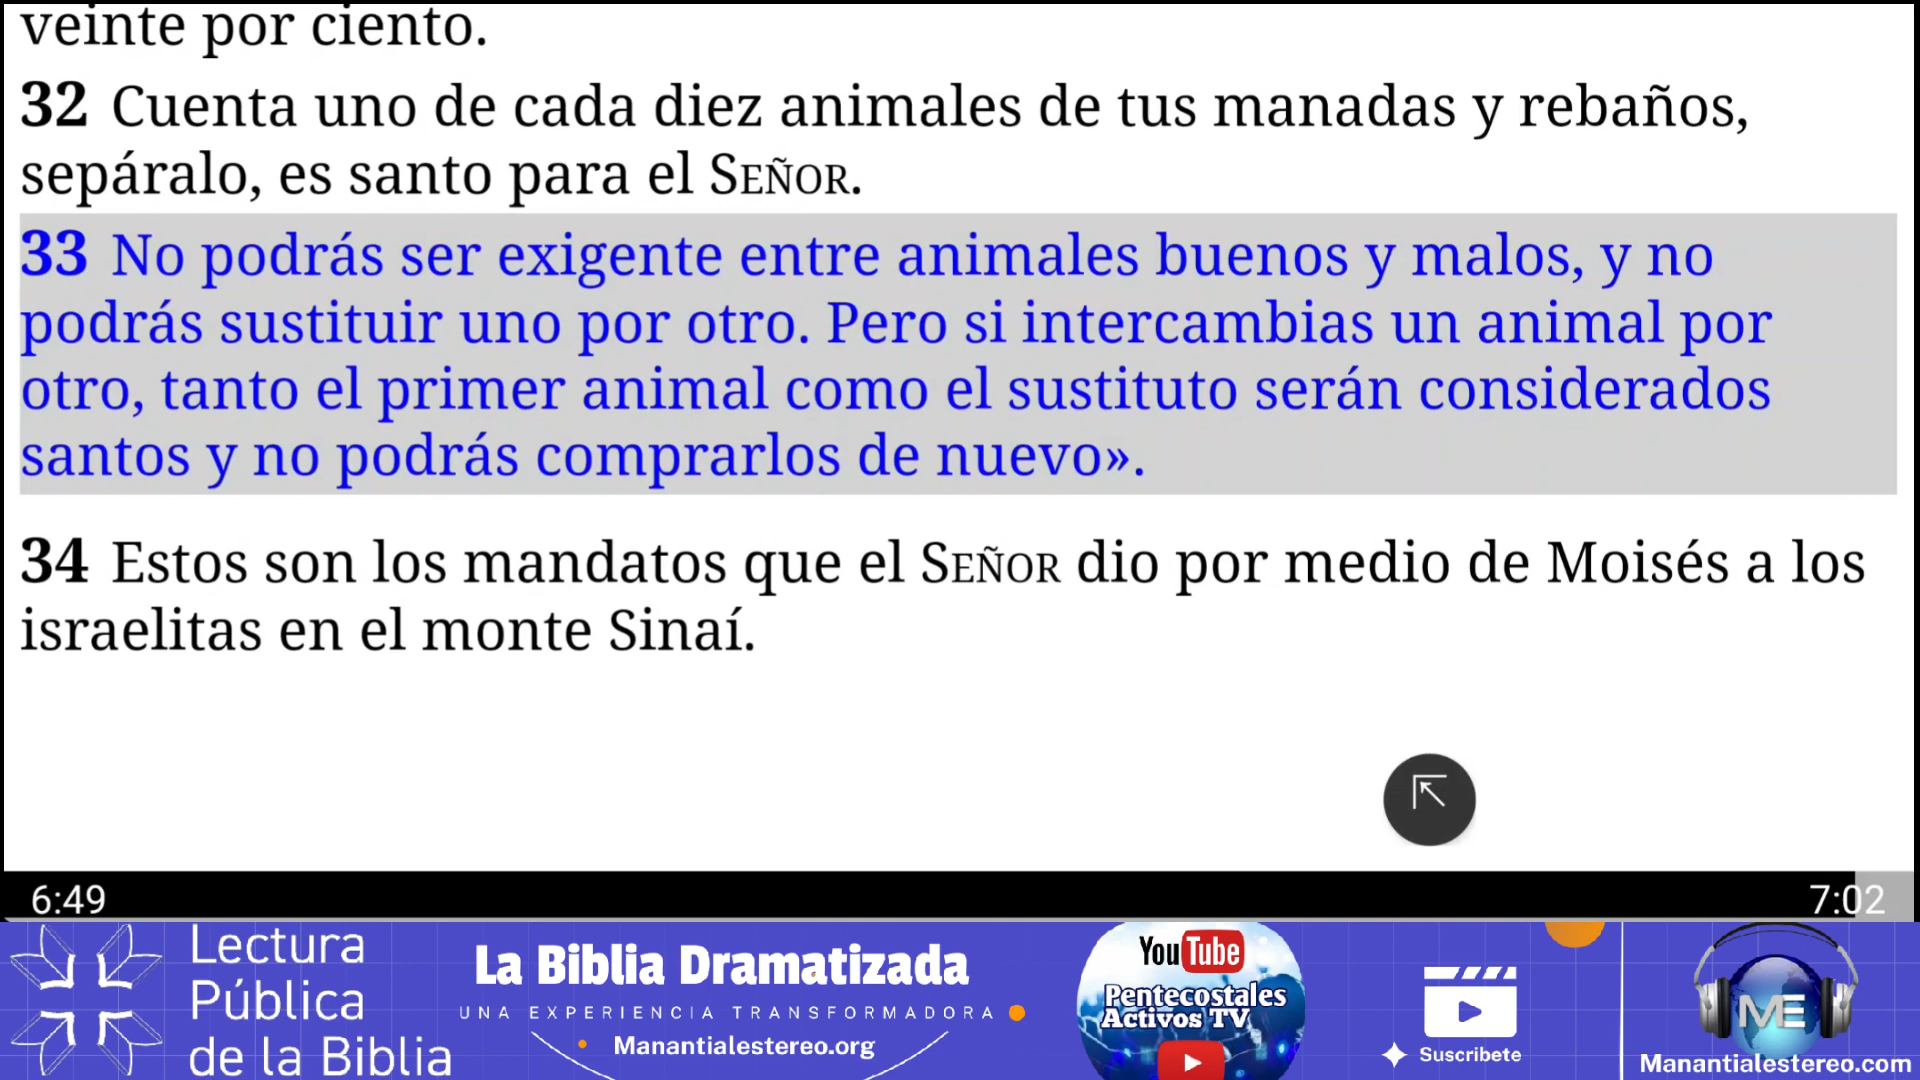 veinte por ciento.
32 Cuenta uno de cada diez animales de tus manadas y rebaños,
sepáralo, es santo para el SEÑOR.
33 No podrás ser exigente entre animales buenos y malos, y no
podrás sustituir uno por otro. Pero si intercambias un animal por
otro, tanto el primer animal como el sustituto serán considerados
santos y no podrás comprarlos de nuevo».
34 Estos son los mandatos que el SEÑOR dio por medio de Moisés a los
israelitas en el monte Sinaí.
6:49
7:02
Lectura
Pública
de la Biblia
La Biblia Dramatizada
UNA EXPERIENCIA TRANSFORMADORA
Manantialestereo.org
YouTube
Pentecostales
Activos TV
Suscribete
ME
Manantialestereo.com